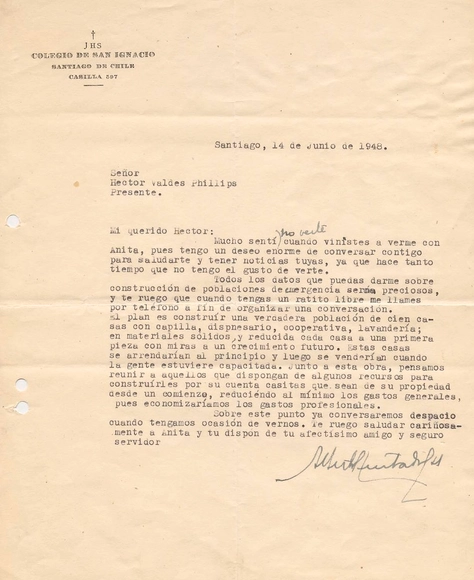 JHS
COLEGIO DE SAN IGNACIO
SANTIAGO DE CHILE
CASILLA 597
Santiago, 14 de Junio de 1948.
Señor
Hector Valdes Phillips
Presente.
Mi querido Hector:
no verte
Mucho sentí/cuando vinistes a verme con
Anita, pues tengo un deseo enorme de conversar contigo
para saludarte y tener noticias tuyas, ya que hace tanto
tiempo que no tengo el gusto de verte.
Todos los datos que puedas darme sobre
construcción de poblaciones de emergencia serán preciosos,
y te ruego que cuando tengas un ratito libre me llames
por teléfono a fin de organizar una conversación.
El plan es construir una verdadera población de cien ca-
sas con capilla, dispnesario, cooperativa, lavandería;
en materiales sólidos, y reducida cada casa a una primera
pieza con miras a un crecimiento futuro. Estas casas
se arrendarían al principio y luego se venderían cuando
la gente estuviere capacitada. Junto a esta obra, pensamos
reunir a aquellos que dispongan de algunos recursos para
construírles por su cuenta casitas que sean de su propiedad
desde un comienzo, reduciendo al mínimo los gastos generales,
pues economizaríamos los gastos profesionales.
Sobre este punto ya conversaremos despacio
cuando tengamos ocasión de vernos. Te ruego saludar cariñosa-
mente a Anita y tu dispon de tu afectísimo amigo y seguro
servidor